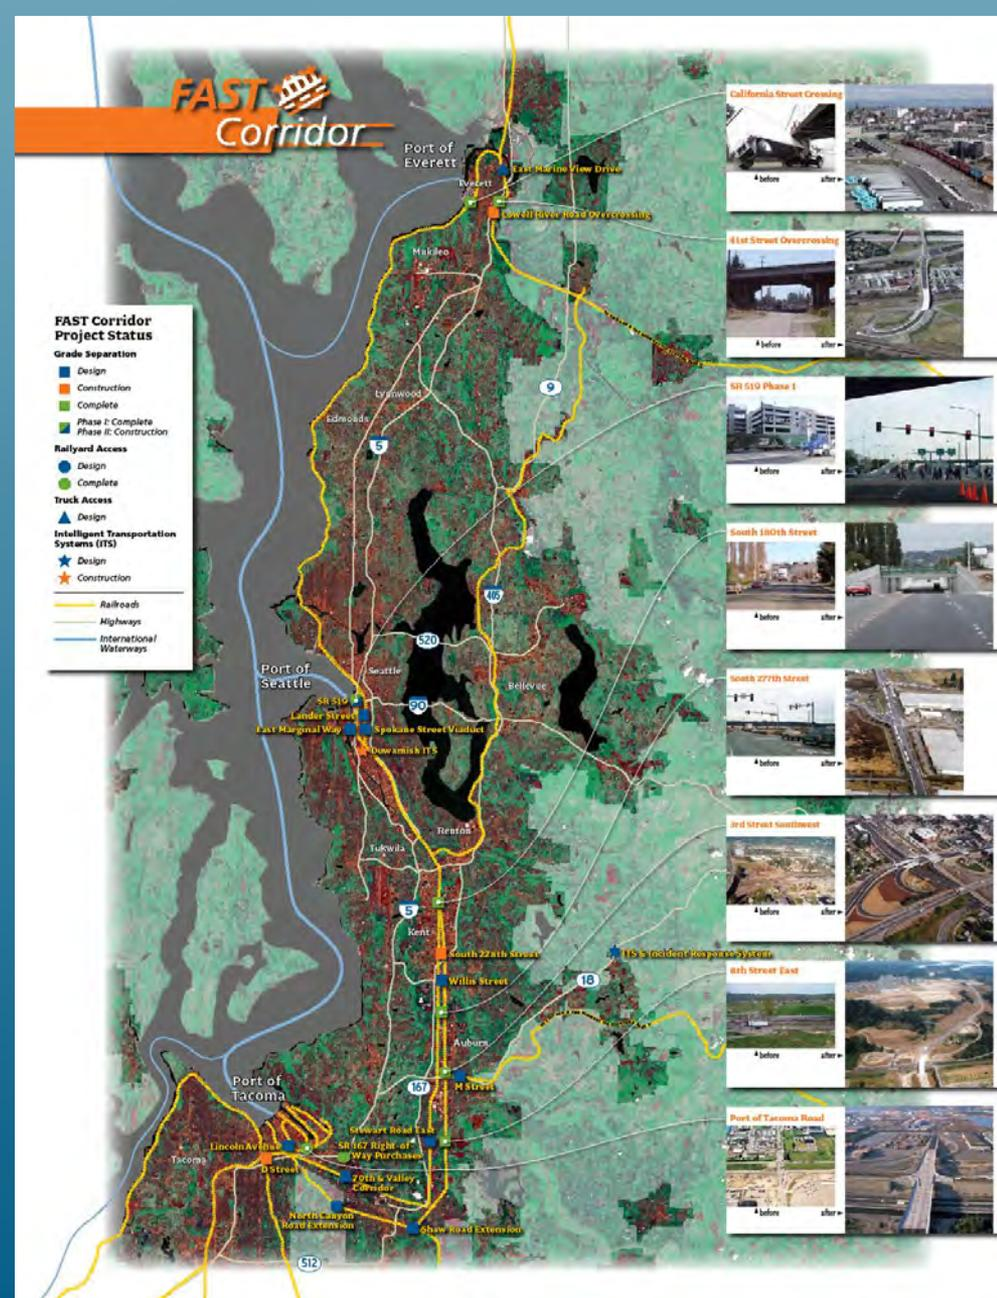 FAST
Corridor
Port of
Everett
East Marine View Drive
Everett
Lowell River Road Overcrossing
Mukilteo
9
Lynnwood
Edmonds
5
405
520
Port of
Seattle
Seattle
Bellevue
SR 519
90
Lander Street
East Marginal Way
Spokane Street Viaduct
Duwamish ITS
Renton
Tukwila
5
Kent
South 228th Street
ITS & Incident Response System
Willis Street
18
Auburn
Port of
Tacoma
167
M Street
Stewart Road East
Lincoln Avenue
SR 167 Right-of-
Way Purchases
Tacoma
D Street
70th & Valley
Corridor
North Canyon
Road Extension
Shaw Road Extension
512
FAST Corridor
Project Status
Grade Separation
Design
Construction
Complete
Phase I: Complete
Phase II: Construction
Railyard Access
Design
Complete
Truck Access
Design
Intelligent Transportation
Systems (ITS)
Design
Construction
Railroads
Highways
International
Waterways
California Street Crossing
before
after
41st Street Overcrossing
before
after
SR 519 Phase 1
before
after
South 180th Street
before
after
South 277th Street
before
after
3rd Street Southwest
before
after
8th Street East
before
after
Port of Tacoma Road
before
after